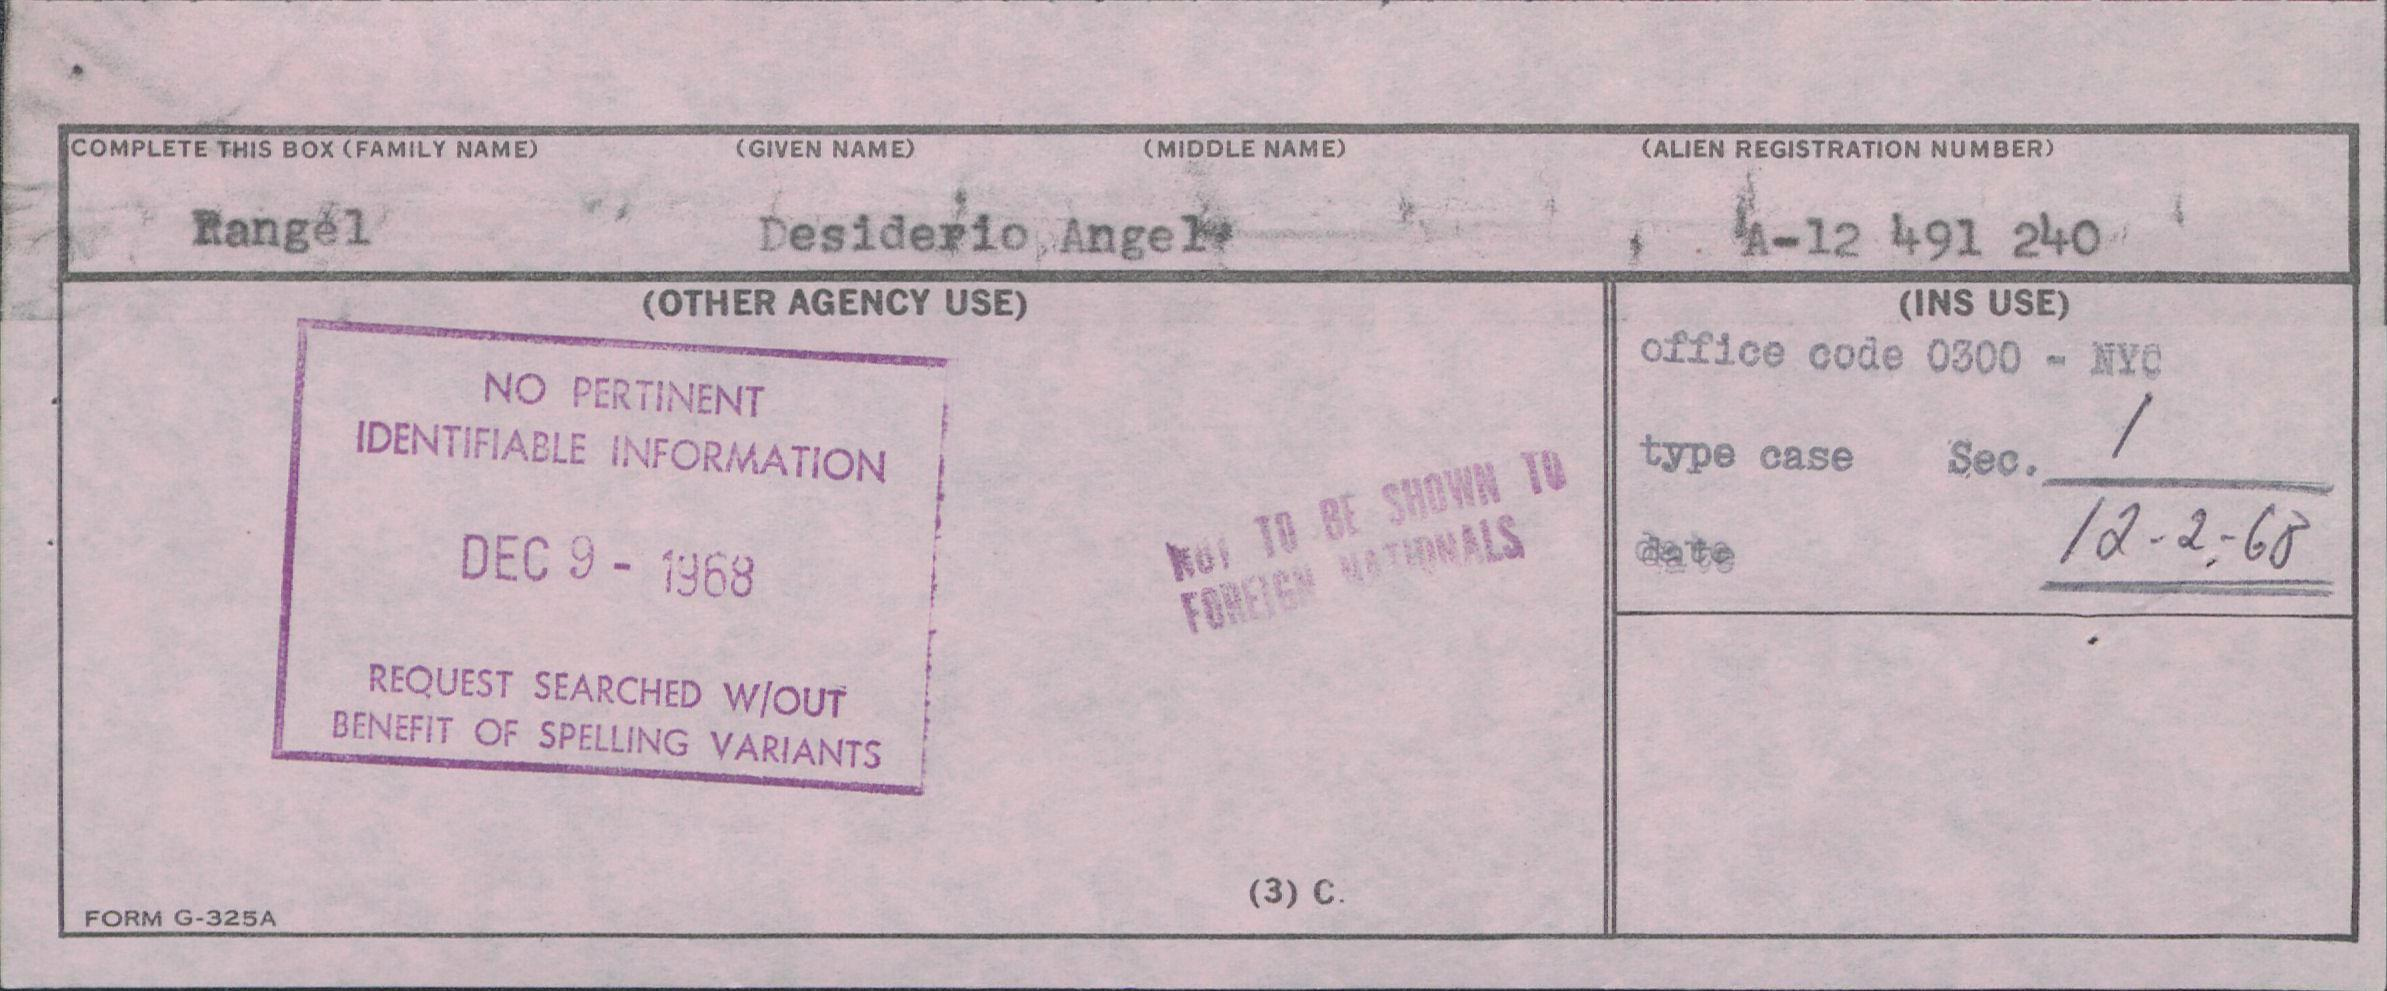 COMPLETE THIS BOX (FAMILY NAME) (GIVEN NAME) (MIDDLE NAME) (ALIEN REGISTRATION NUMBER)
Rangel Desiderio Angel A-12 491 240
(OTHER AGENCY USE)
NO PERTINENT
IDENTIFIABLE INFORMATION
DEC 9 - 1968
REQUEST SEARCHED W/OUT
BENEFIT OF SPELLING VARIANTS
NOT TO BE SHOWN TO
FOREIGN NATIONALS
(3) C.
FORM G-325A
(INS USE)
office code 0300 - NYC
type case Sec. 1
date 12-2-68